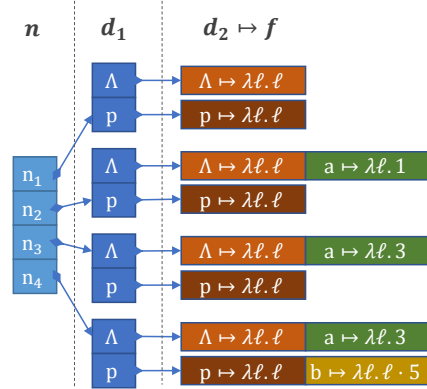 n d₁ d₂ ↦ f
Λ Λ ↦ λℓ.ℓ
p p ↦ λℓ.ℓ
Λ Λ ↦ λℓ.ℓ a ↦ λℓ.1
n₁
p p ↦ λℓ.ℓ
n₂
n₃
Λ Λ ↦ λℓ.ℓ a ↦ λℓ.3
n₄
p p ↦ λℓ.ℓ
Λ Λ ↦ λℓ.ℓ a ↦ λℓ.3
p p ↦ λℓ.ℓ b ↦ λℓ.ℓ · 5